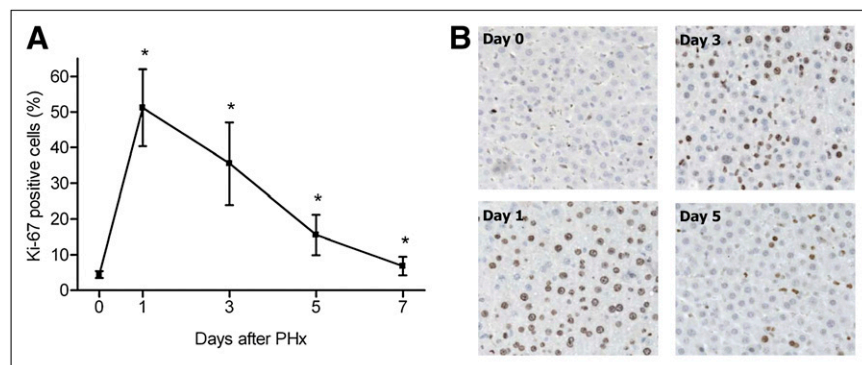 A
Ki-67 positive cells (%)
60
50
40
30
20
10
0
*
*
*
*
0 1 3 5 7
Days after PHx
B
Day 0
Day 3
Day 1
Day 5